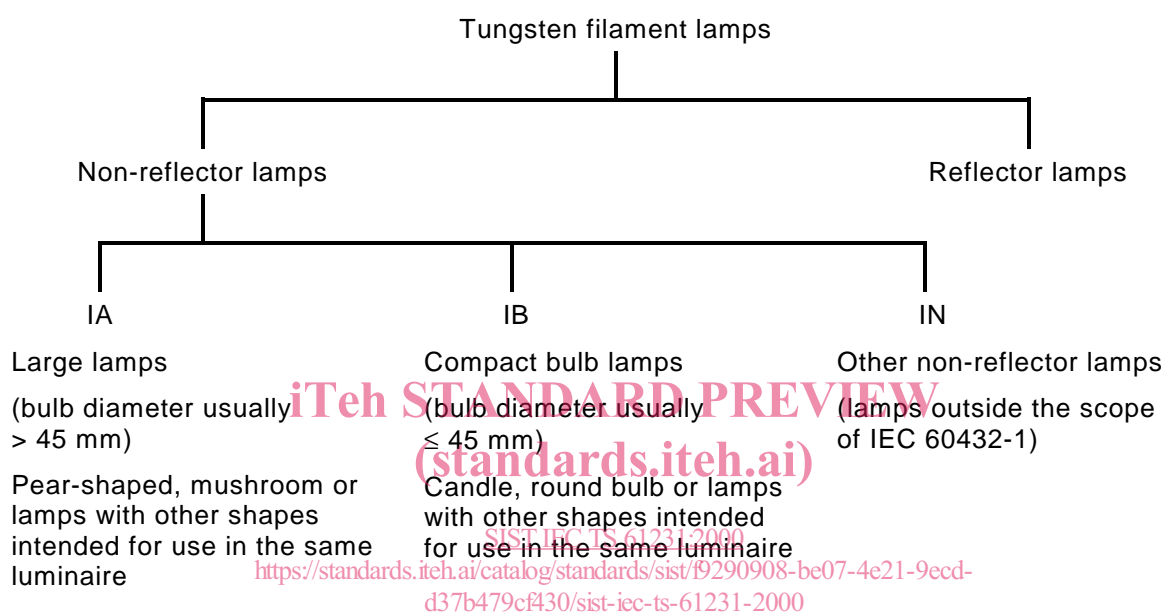 Tungsten filament lamps
Non-reflector lamps
Reflector lamps
IA
IB
IN
Large lamps
(bulb diameter usually
> 45 mm)
Pear-shaped, mushroom or
lamps with other shapes
intended for use in the same
luminaire
Compact bulb lamps
(bulb diameter usually
≤ 45 mm)
Candle, round bulb or lamps
with other shapes intended
for use in the same luminaire
Other non-reflector lamps
(lamps outside the scope
of IEC 60432-1)
iTeh STANDARD PREVIEW
(standards.iteh.ai)
SIST IEC TS 61231:2000
https://standards.iteh.ai/catalog/standards/sist/f9290908-be07-4e21-9ecd-
d37b479cf430/sist-iec-ts-61231-2000